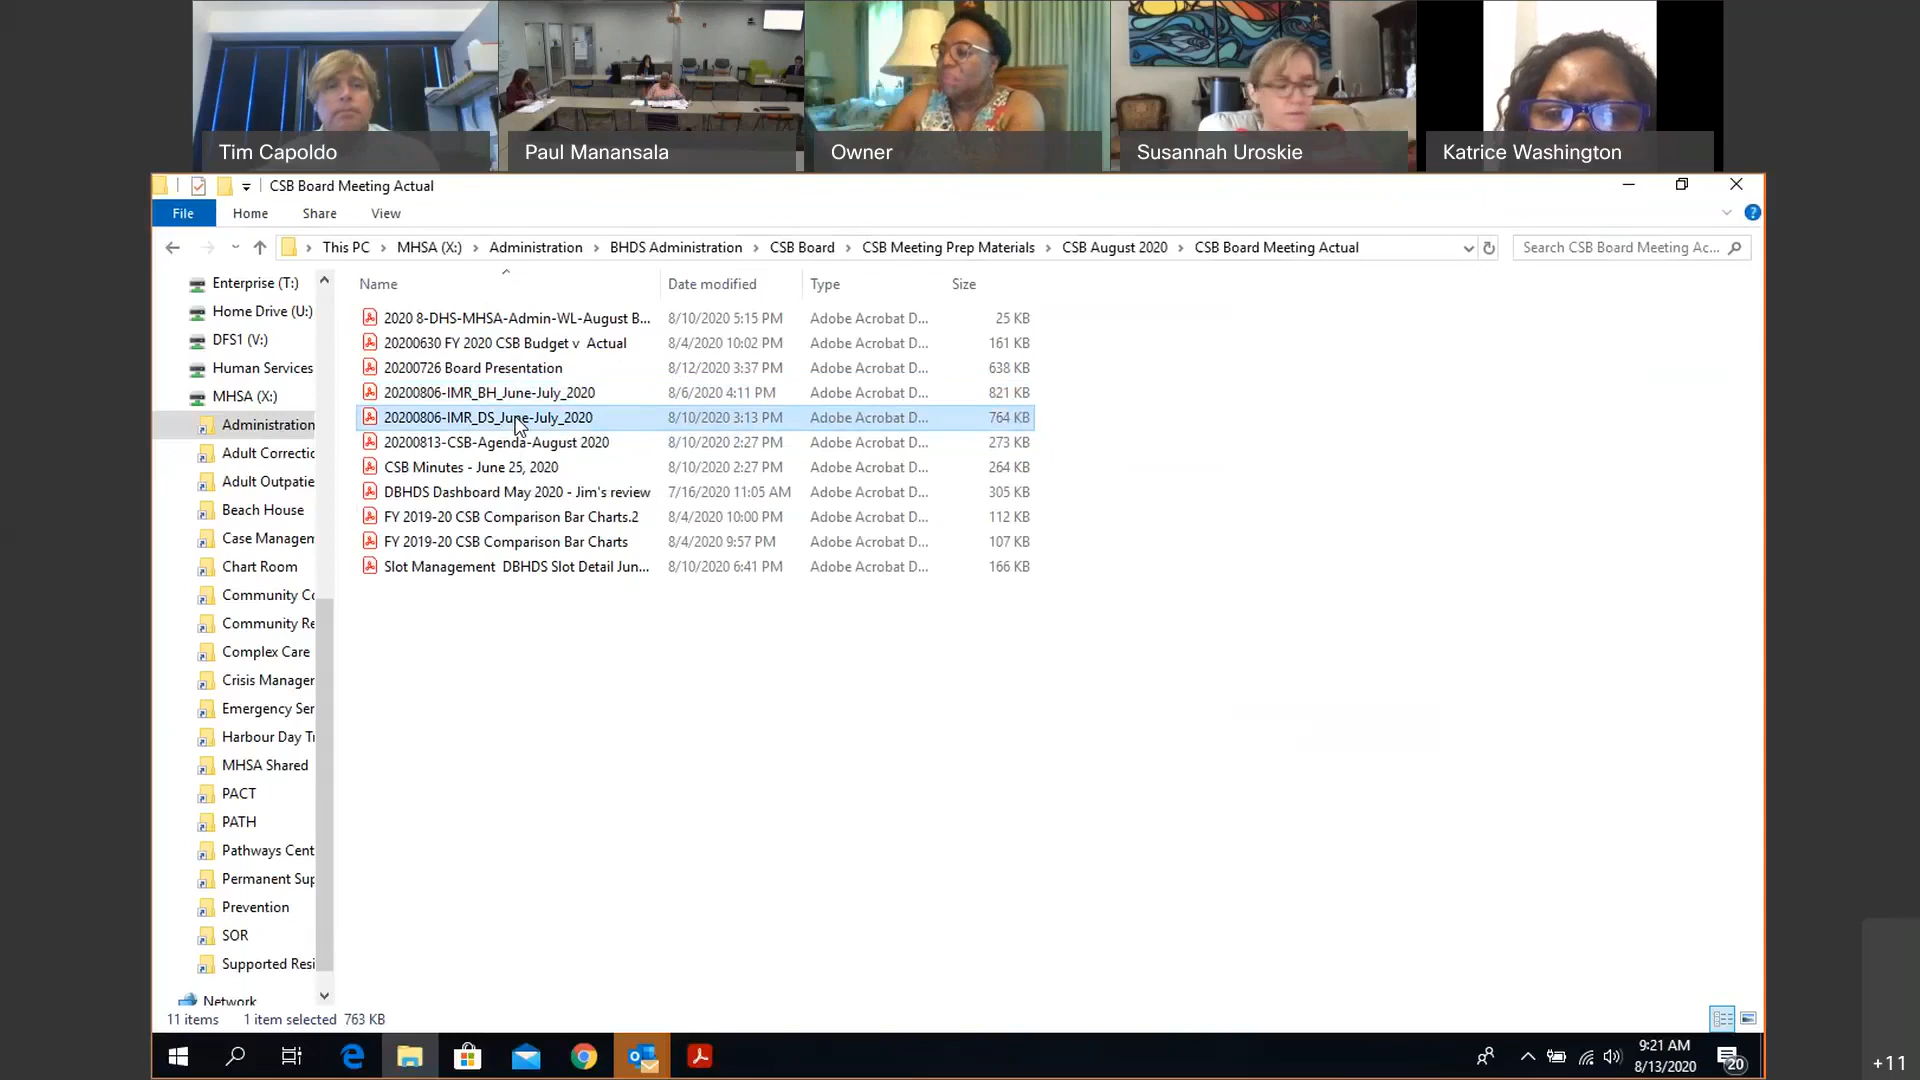 Tim Capoldo
Paul Manansala
Owner
Susannah Uroskie
Katrice Washington
CSB Board Meeting Actual
File Home Share View
This PC > MHSA (X:) > Administration > BHDS Administration > CSB Board > CSB Meeting Prep Materials > CSB August 2020 > CSB Board Meeting Actual
Search CSB Board Meeting Ac...
Name Date modified Type Size
2020 8-DHS-MHSA-Admin-WL-August B... 8/10/2020 5:15 PM Adobe Acrobat D... 25 KB
20200630 FY 2020 CSB Budget v Actual 8/4/2020 10:02 PM Adobe Acrobat D... 161 KB
20200726 Board Presentation 8/12/2020 3:37 PM Adobe Acrobat D... 638 KB
20200806-IMR_BH_June-July_2020 8/6/2020 4:11 PM Adobe Acrobat D... 821 KB
20200806-IMR_DS_June-July_2020 8/10/2020 3:13 PM Adobe Acrobat D... 764 KB
20200813-CSB-Agenda-August 2020 8/10/2020 2:27 PM Adobe Acrobat D... 273 KB
CSB Minutes - June 25, 2020 8/10/2020 2:27 PM Adobe Acrobat D... 264 KB
DBHDS Dashboard May 2020 - Jim's review 7/16/2020 11:05 AM Adobe Acrobat D... 305 KB
FY 2019-20 CSB Comparison Bar Charts.2 8/4/2020 10:00 PM Adobe Acrobat D... 112 KB
FY 2019-20 CSB Comparison Bar Charts 8/4/2020 9:57 PM Adobe Acrobat D... 107 KB
Slot Management DBHDS Slot Detail Jun... 8/10/2020 6:41 PM Adobe Acrobat D... 166 KB
Enterprise (T:)
Home Drive (U:)
DFS1 (V:)
Human Services
MHSA (X:)
Administration
Adult Correctic
Adult Outpatie
Beach House
Case Managem
Chart Room
Community Co
Community Re
Complex Care
Crisis Manager
Emergency Ser
Harbour Day Tr
MHSA Shared
PACT
PATH
Pathways Cent
Permanent Sup
Prevention
SOR
Supported Resi
Network
11 items 1 item selected 763 KB
9:21 AM
8/13/2020
20
+11